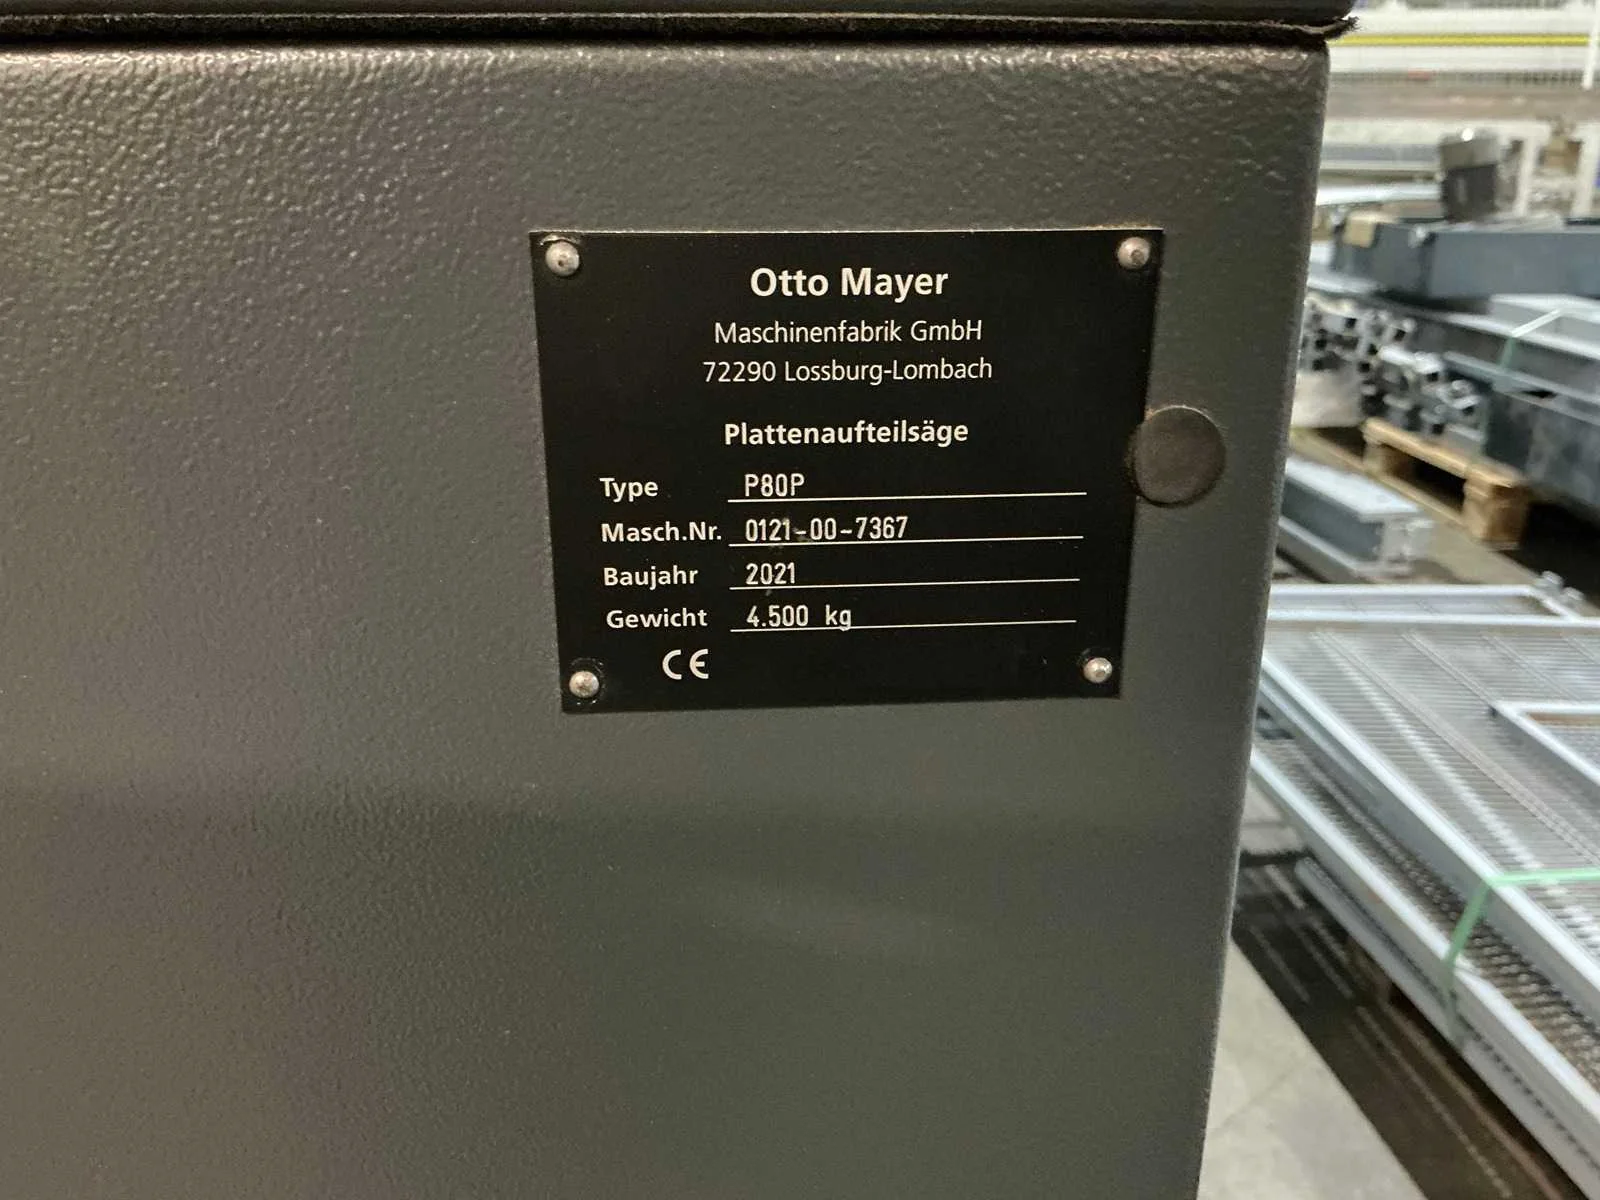 Otto Mayer
Maschinenfabrik GmbH
72290 Lossburg-Lombach
Plattenaufteilsäge
Type P80P
Masch.Nr. 0121-00-7367
Baujahr 2021
Gewicht 4.500 kg
CE